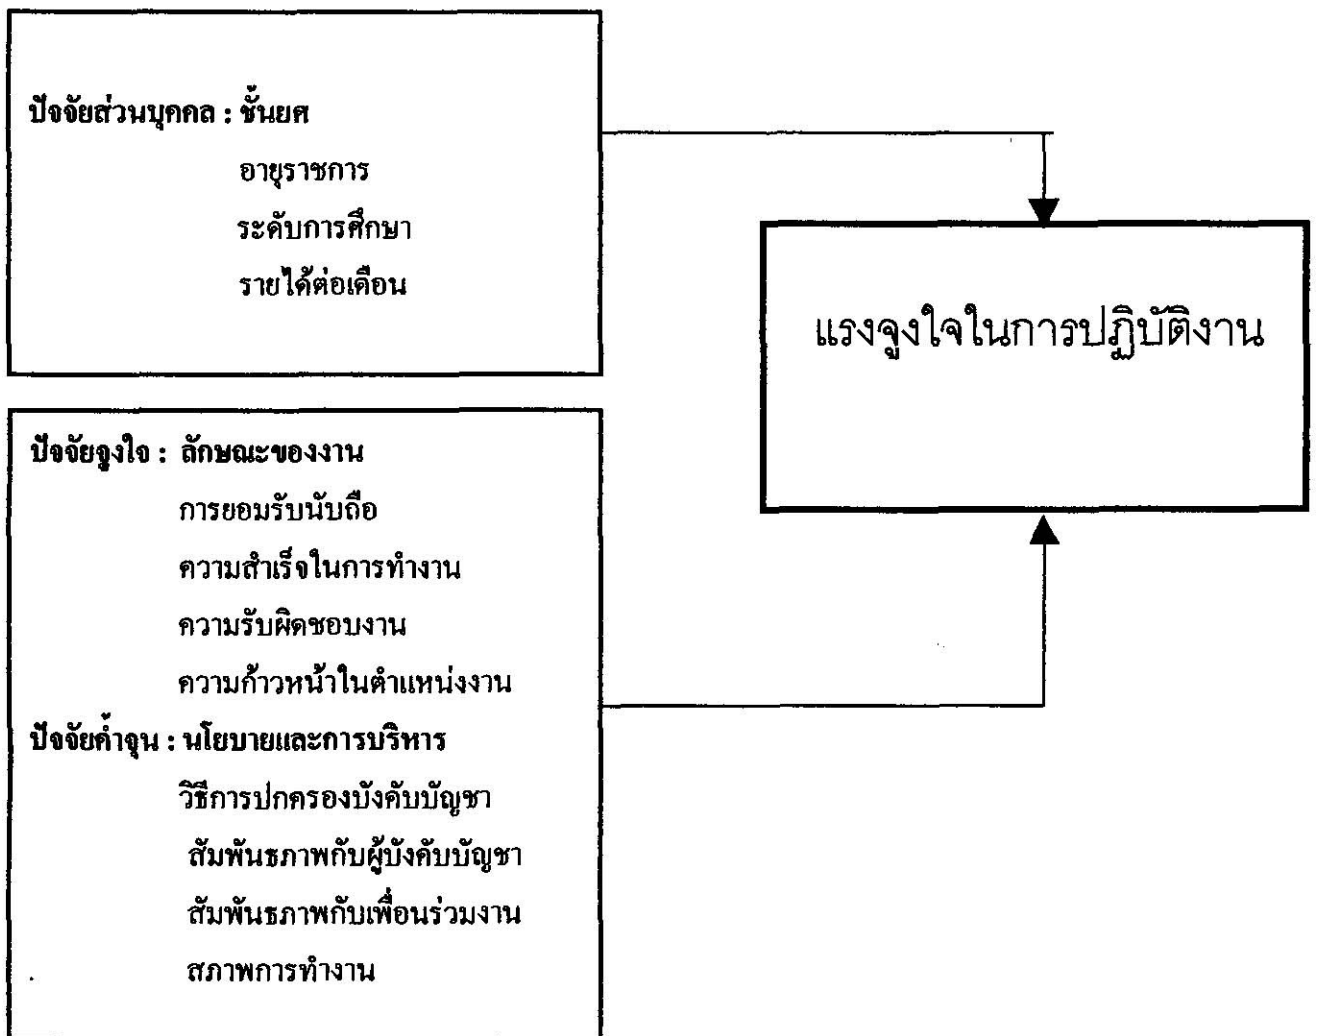 ปัจจัยส่วนบุคคล : ชั้นยศ
อายุราชการ
ระดับการศึกษา
รายได้ต่อเดือน
แรงจูงใจในการปฏิบัติงาน
ปัจจัยจูงใจ : ลักษณะของงาน
การยอมรับนับถือ
ความสำเร็จในการทำงาน
ความรับผิดชอบงาน
ความก้าวหน้าในตำแหน่งงาน
ปัจจัยค้ำจุน : นโยบายและการบริหาร
วิธีการปกครองบังคับบัญชา
สัมพันธภาพกับผู้บังคับบัญชา
สัมพันธภาพกับเพื่อนร่วมงาน
สภาพการทำงาน